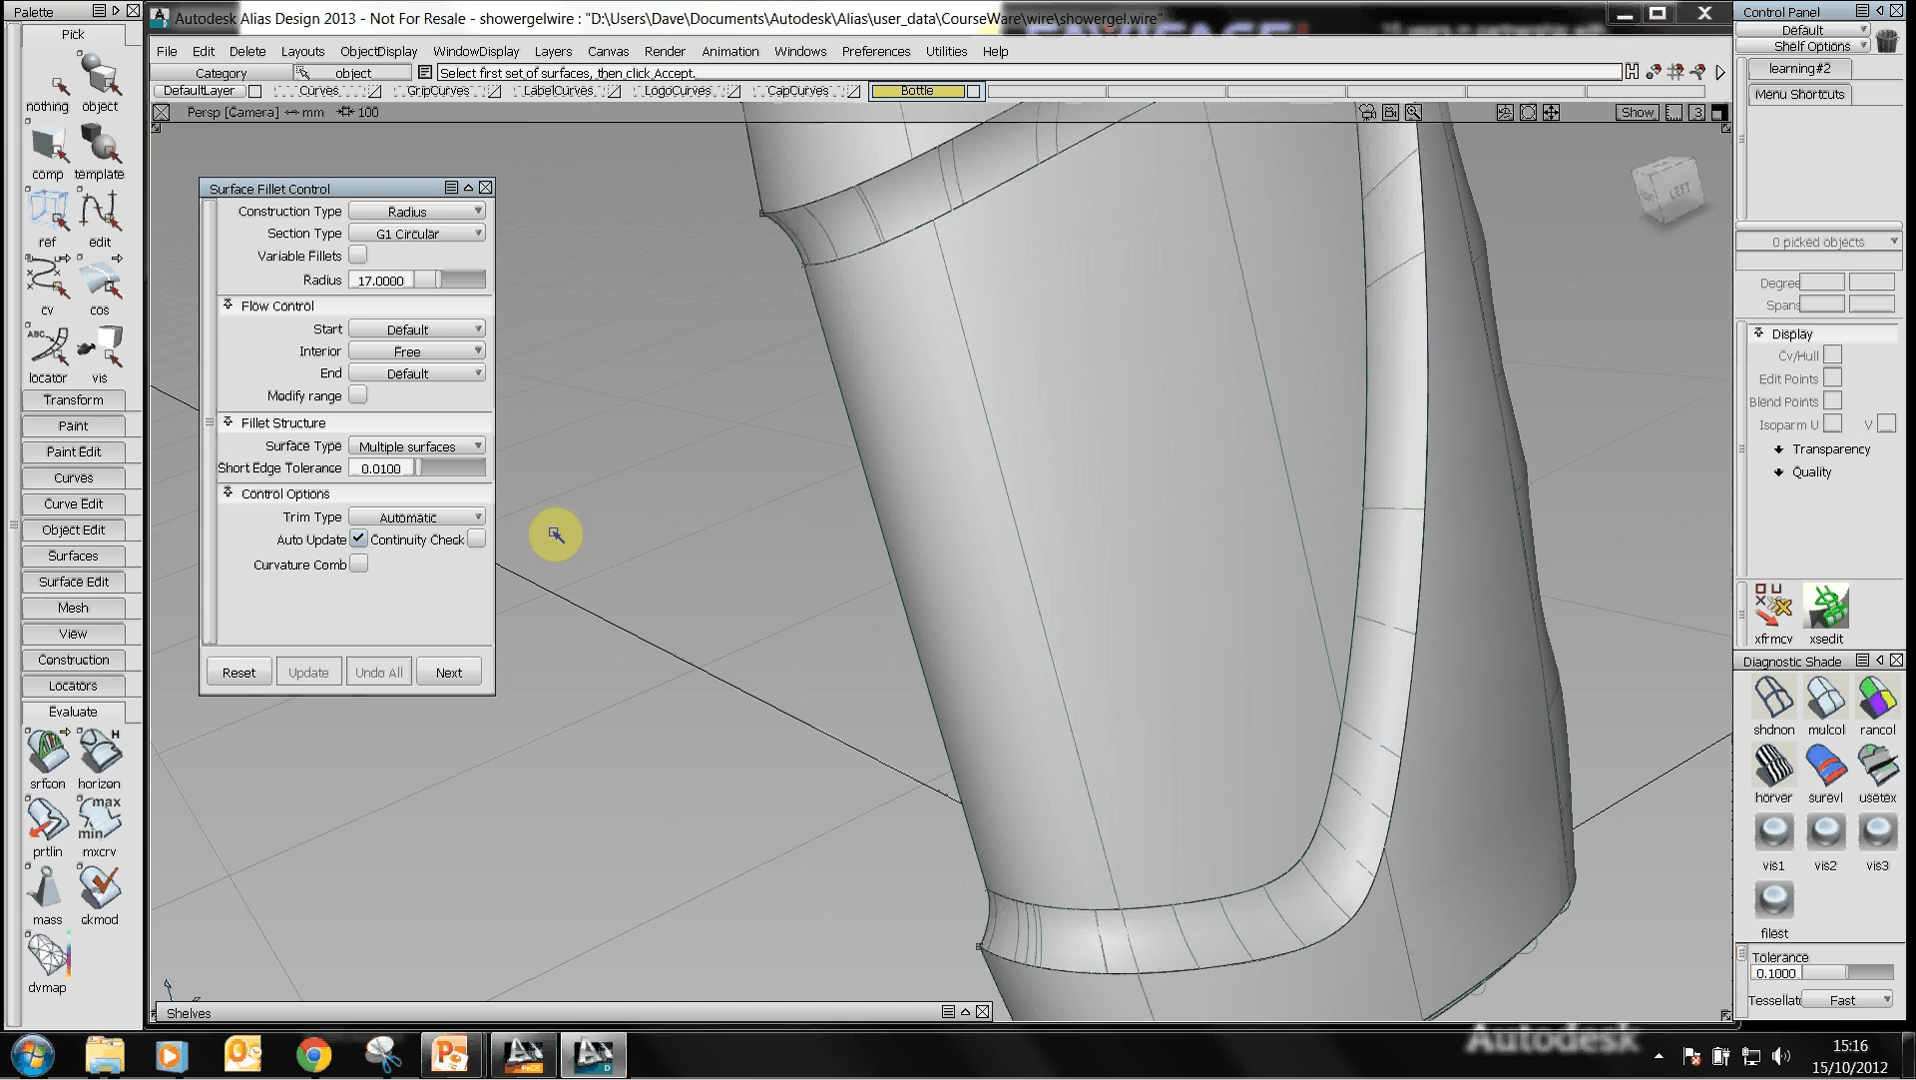 Palette
Autodesk Alias Design 2013 - Not For Resale - showergelwire : "D:\Users\Dave\Documents\Autodesk\Alias\user_data\CourseWare\wire\showergel.wire"
Control Panel
Pick
File Edit Delete Layouts ObjectDisplay WindowDisplay Layers Canvas Render Animation Windows Preferences Utilities Help
Default
Shelf Options
Category object Select first set of surfaces, then click Accept.
learning#2
DefaultLayer Curves GripCurves LabelCurves LogoCurves CapCurves Bottle
Menu Shortcuts
nothing object
Persp [Camera] mm 100 Show 3
comp template
LEFT
ref edit
cv cos
locator vis
Transform
Paint
Paint Edit
Curves
Curve Edit
Object Edit
Surfaces
Surface Edit
Mesh
View
Construction
Locators
Evaluate
srfcon horizen
max
min
prtlin mxcrv
mass ckmod
dvmap
Surface Fillet Control
Construction Type Radius
Section Type G1 Circular
Variable Fillets
Radius 17.0000
Flow Control
Start Default
Interior Free
End Default
Modify range
Fillet Structure
Surface Type Multiple surfaces
Short Edge Tolerance 0.0100
Control Options
Trim Type Automatic
Auto Update Continuity Check
Curvature Comb
Reset Update Undo All Next
0 picked objects
Degree
Spans
Display
Cv/Hull
Edit Points
Blend Points
Isoparm U V
Transparency
Quality
xfrmcv xsedit
Diagnostic Shade
shdnon mulcol rancol
horver surevl usetex
vis1 vis2 vis3
filest
Tolerance
0.1000
Tessellat Fast
Shelves
Autodesk
15:16
15/10/2012